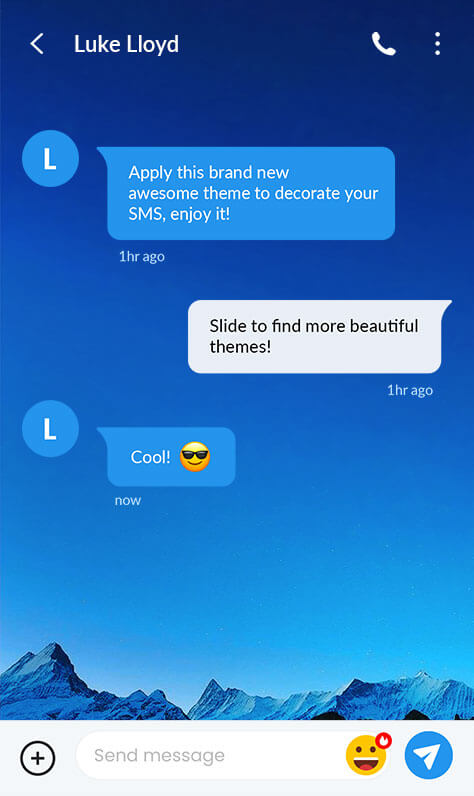 Luke Lloyd
L
Apply this brand new
awesome theme to decorate your
SMS, enjoy it!
1hr ago
Slide to find more beautiful
themes!
1hr ago
L
Cool! 😎
now
Send message